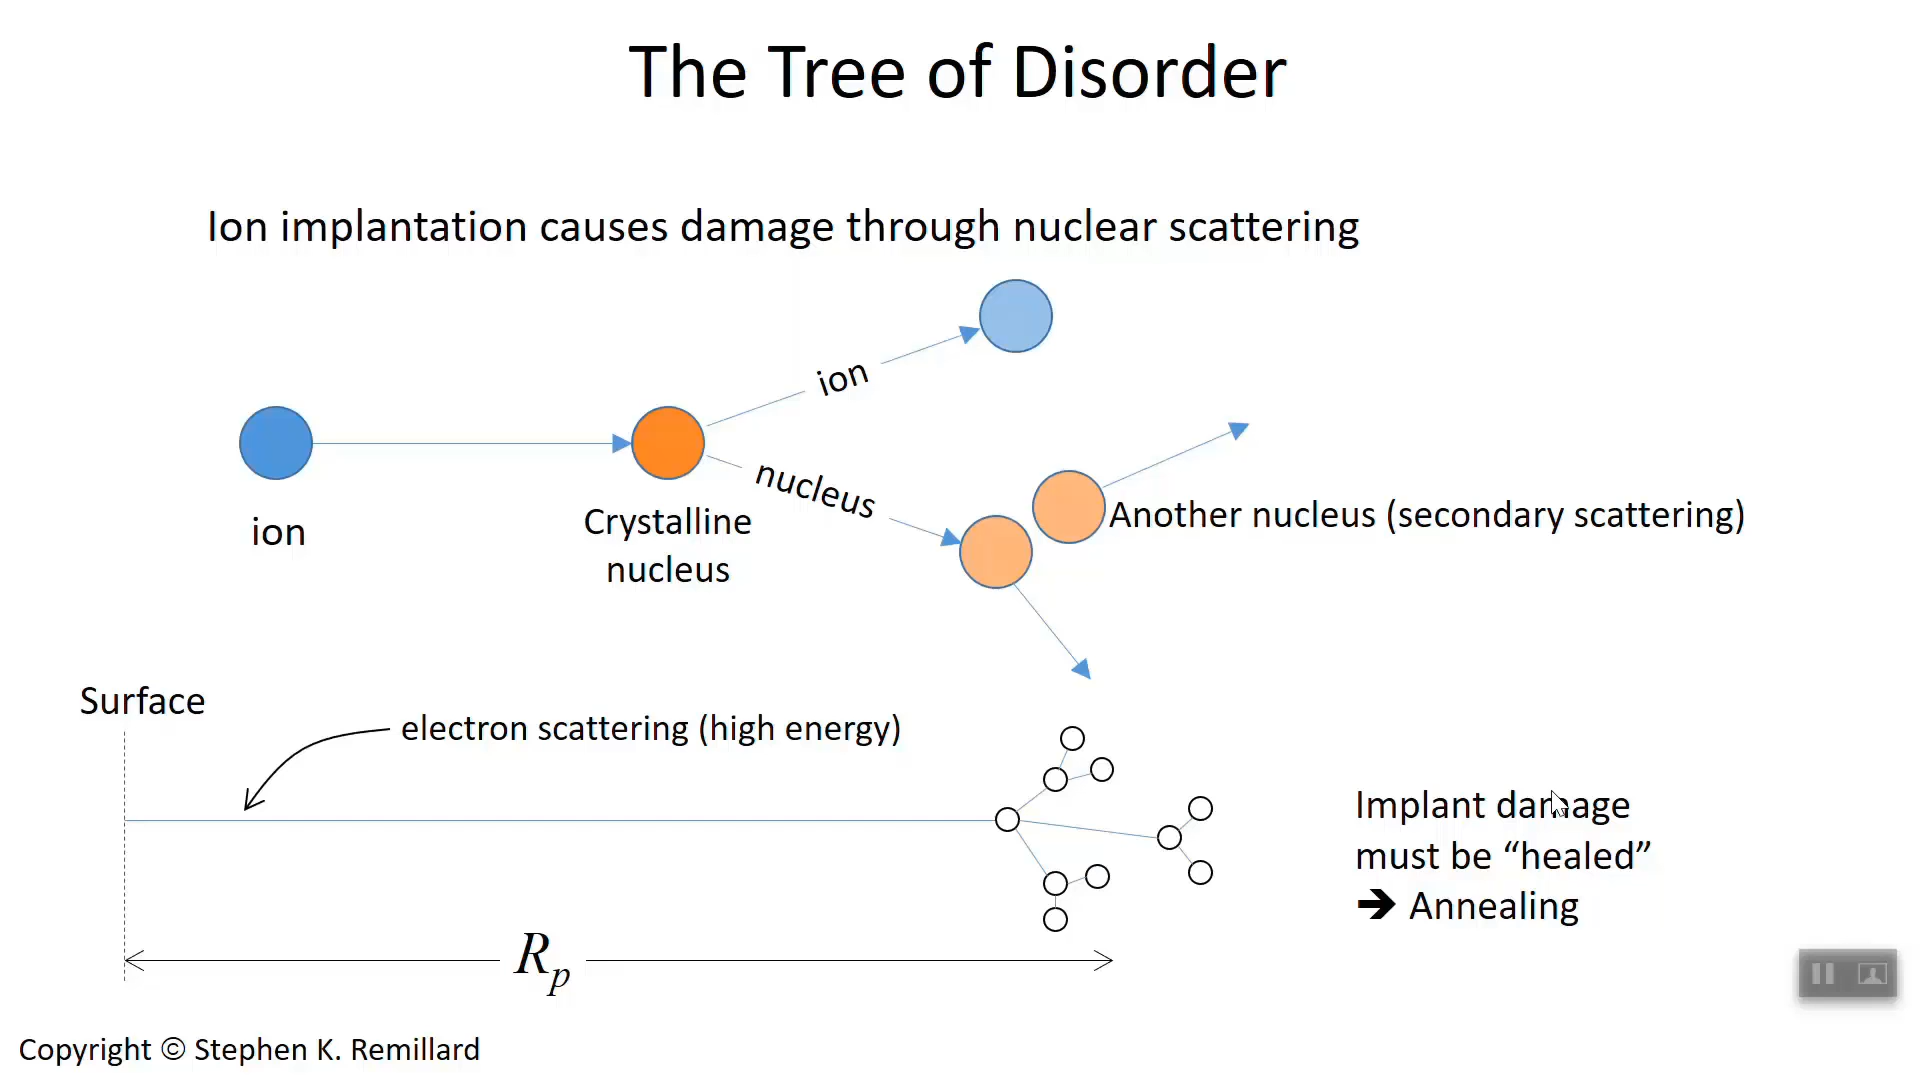 The Tree of Disorder
Ion implantation causes damage through nuclear scattering
ion
nucleus
ion
Crystalline
nucleus
Another nucleus (secondary scattering)
Surface
electron scattering (high energy)
Implant damage
must be “healed”
➔ Annealing
Rp
Copyright © Stephen K. Remillard